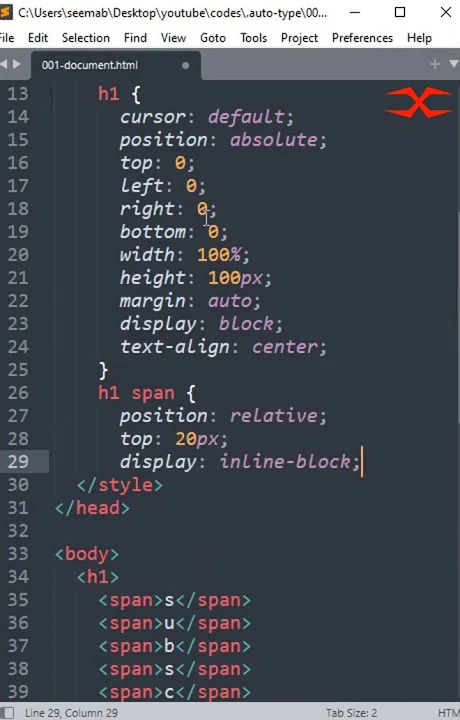 C:\Users\seemab\Desktop\youtube\codes\.auto-type\00...
File Edit Selection Find View Goto Tools Project Preferences Help
001-document.html
13 h1 {
14 cursor: default;
15 position: absolute;
16 top: 0;
17 left: 0;
18 right: 0;
19 bottom: 0;
20 width: 100%;
21 height: 100px;
22 margin: auto;
23 display: block;
24 text-align: center;
25 }
26 h1 span {
27 position: relative;
28 top: 20px;
29 display: inline-block;
30 </style>
31 </head>
32
33 <body>
34 <h1>
35 <span>s</span>
36 <span>u</span>
37 <span>b</span>
38 <span>s</span>
39 <span>c</span>
Line 29, Column 29 Tab Size: 2 HTM